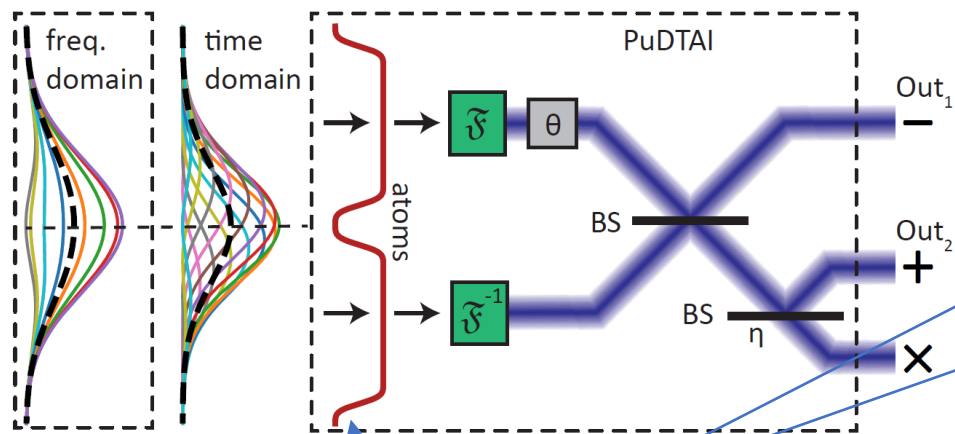 freq.
domain
time
domain
PuDTAI
atoms
𝔉
θ
BS
Out₁
−
𝔉⁻¹
BS
η
Out₂
+
×